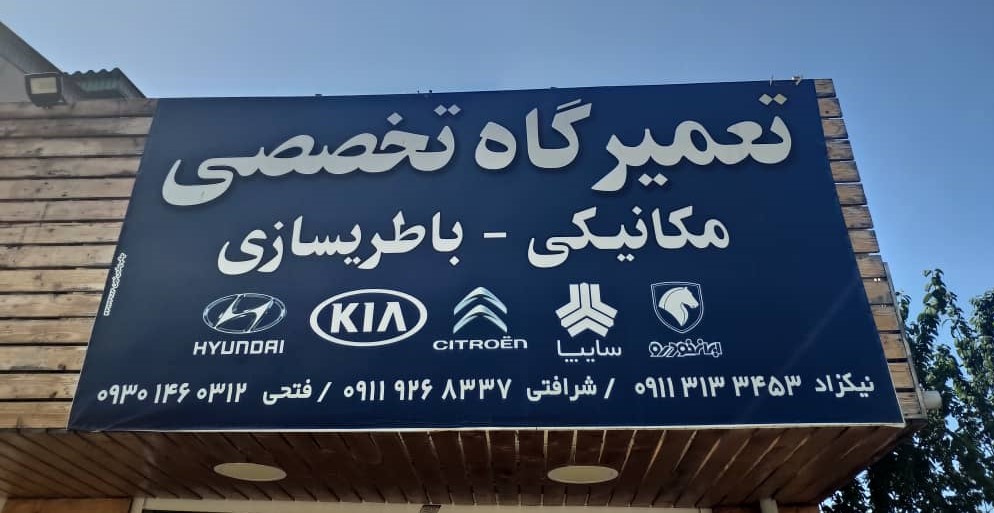 تعمیرگاه تخصصی
مکانیکی - باطریسازی
ایران‌خودرو سایپا CITROËN KIA HYUNDAI
نیکزاد ۰۹۱۱ ۳۱۳ ۳۴۵۳ / شرافتی ۰۹۱۱ ۹۲۶ ۸۳۳۷ / فتحی ۰۹۳۰ ۱۴۶ ۰۳۱۲